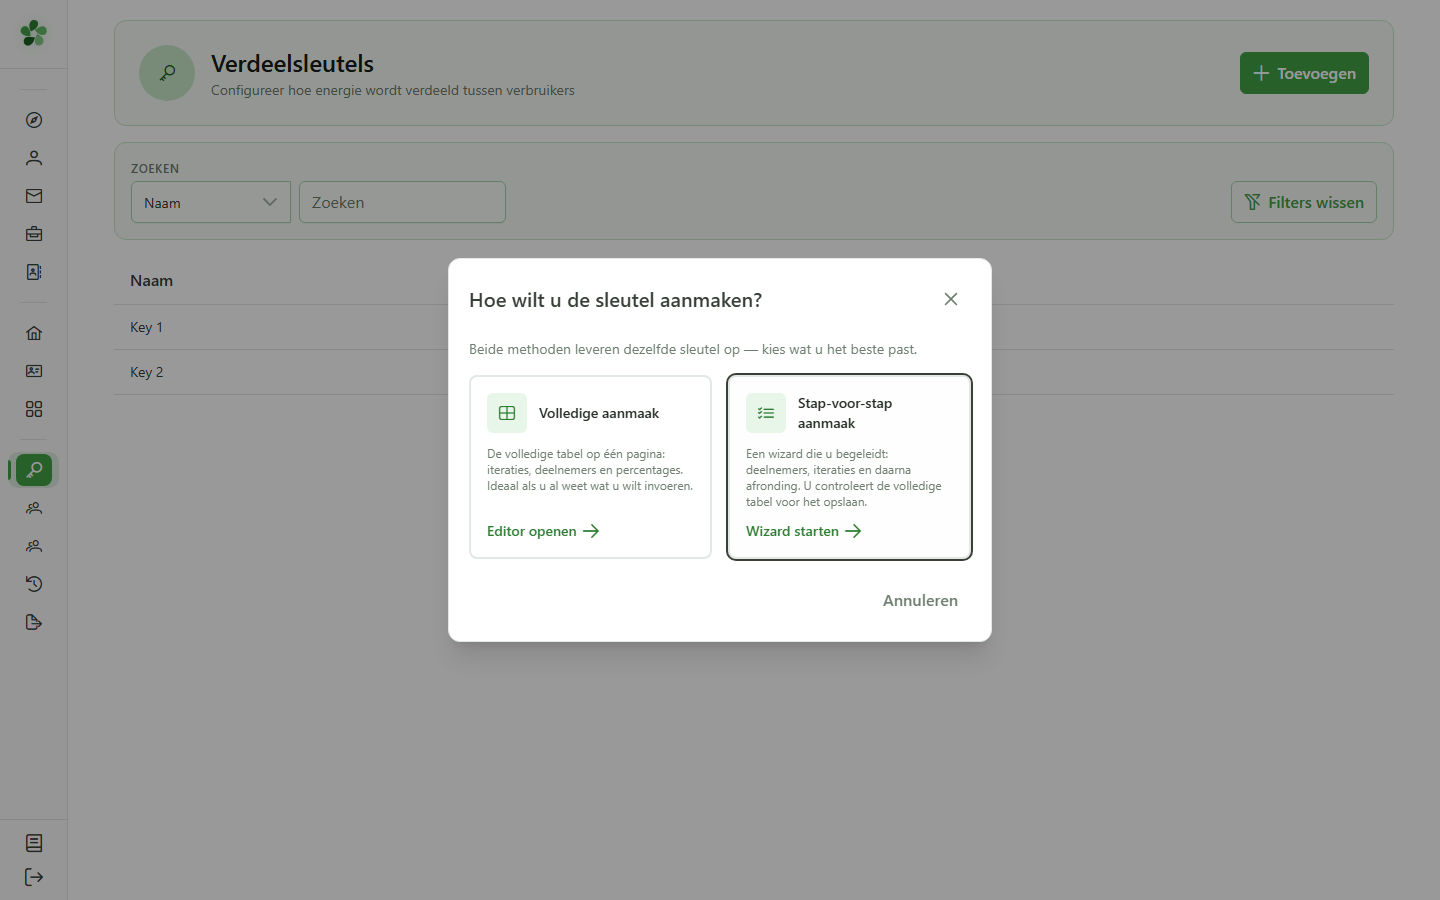 Verdeelsleutels
Configureer hoe energie wordt verdeeld tussen verbruikers
Toevoegen
ZOEKEN
Naam
Zoeken
Filters wissen
Naam
Key 1
Key 2
Hoe wilt u de sleutel aanmaken?
Beide methoden leveren dezelfde sleutel op — kies wat u het beste past.
Volledige aanmaak
De volledige tabel op één pagina:
iteraties, deelnemers en percentages.
Ideaal als u al weet wat u wilt invoeren.
Editor openen
Stap-voor-stap
aanmaak
Een wizard die u begeleidt:
deelnemers, iteraties en daarna
afronding. U controleert de volledige
tabel voor het opslaan.
Wizard starten
Annuleren